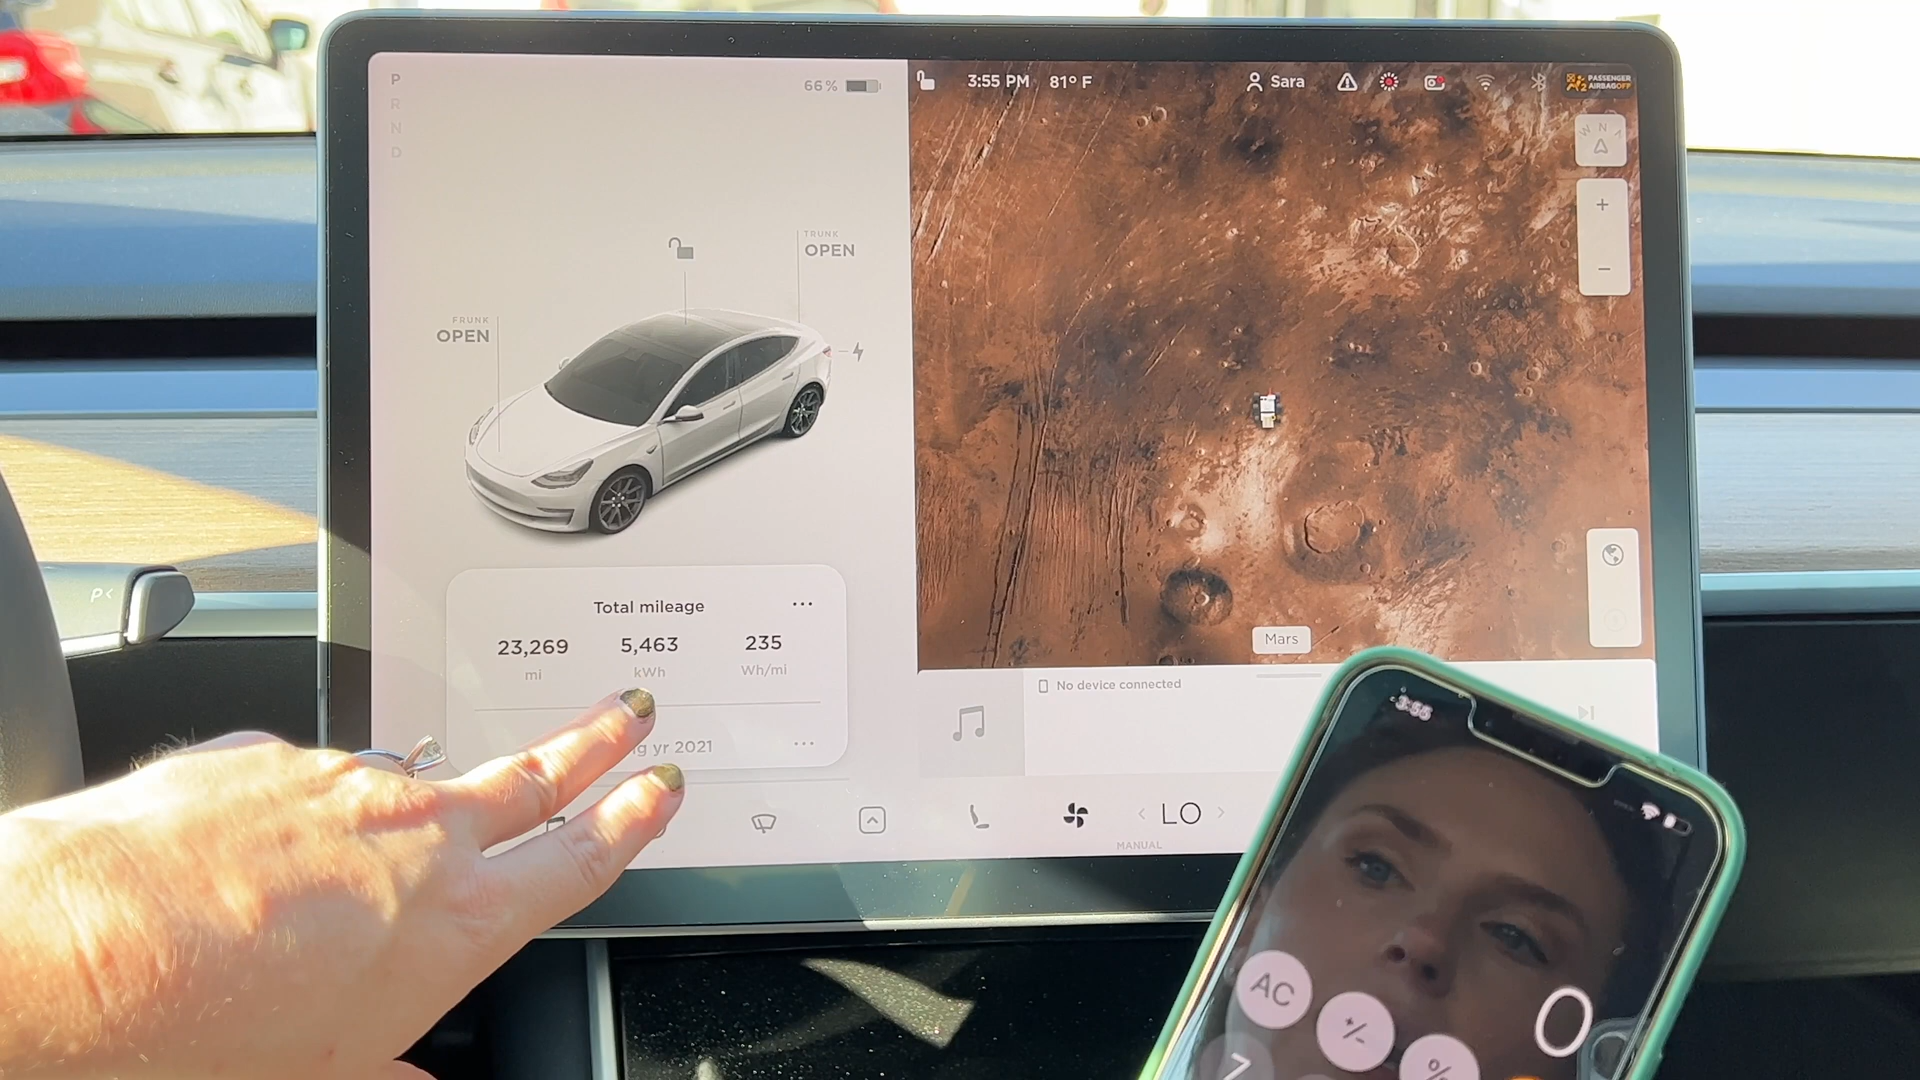 P
R
N
D
66 %
3:55 PM 81° F
Sara
PASSENGER
AIRBAG OFF
W N
TRUNK
OPEN
FRUNK
OPEN
+
−
Total mileage
23,269 5,463 235
mi kWh Wh/mi
yr 2021
Mars
No device connected
LO
MANUAL
P<
3:55
AC
+/-
%
0
7